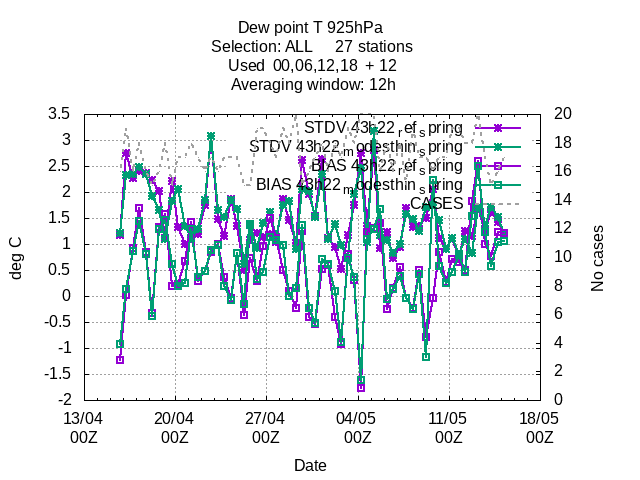 Dew point T 925hPa
Selection: ALL 27 stations
Used 00,06,12,18 + 12
Averaging window: 12h
STDV 43h22_ref_spring
STDV 43h22_modesthin_spring
BIAS 43h22_ref_spring
BIAS 43h22_modesthin_spring
CASES
deg C
3.5
3
2.5
2
1.5
1
0.5
0
-0.5
-1
-1.5
-2
No cases
20
18
16
14
12
10
8
6
4
2
0
13/04 20/04 27/04 04/05 11/05 18/05
00Z 00Z 00Z 00Z 00Z 00Z
Date